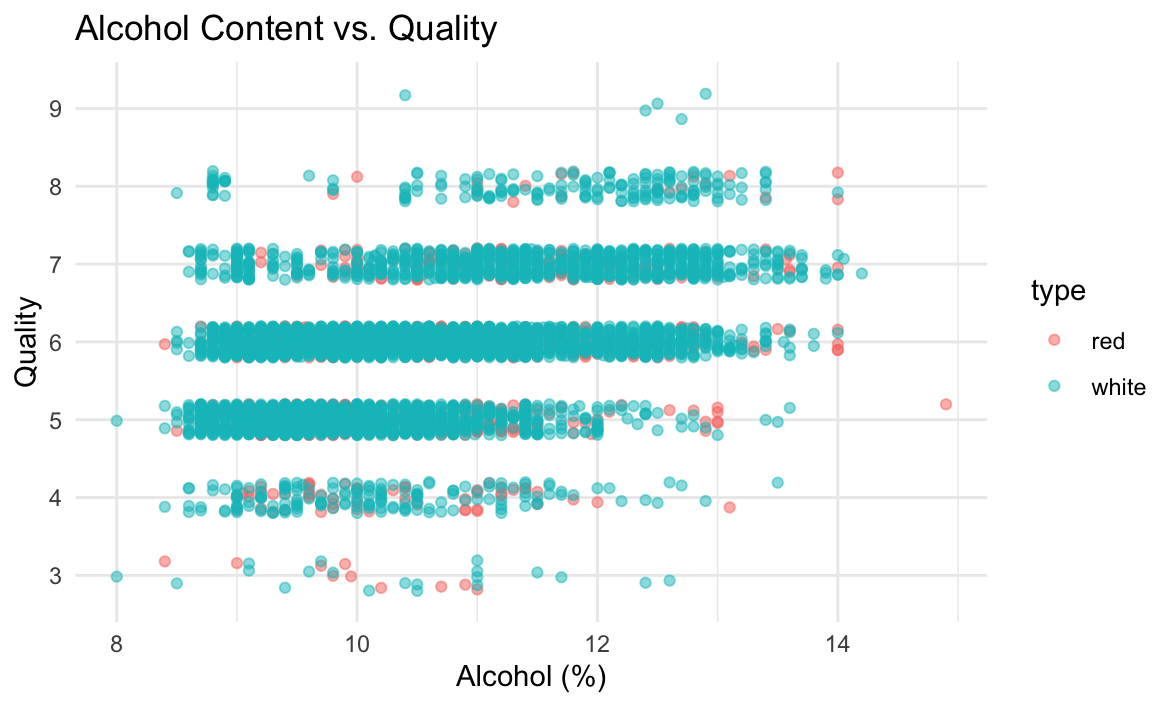 Alcohol Content vs. Quality
9
8
7
6
5
4
3
Quality
8 10 12 14
Alcohol (%)
type
red
white